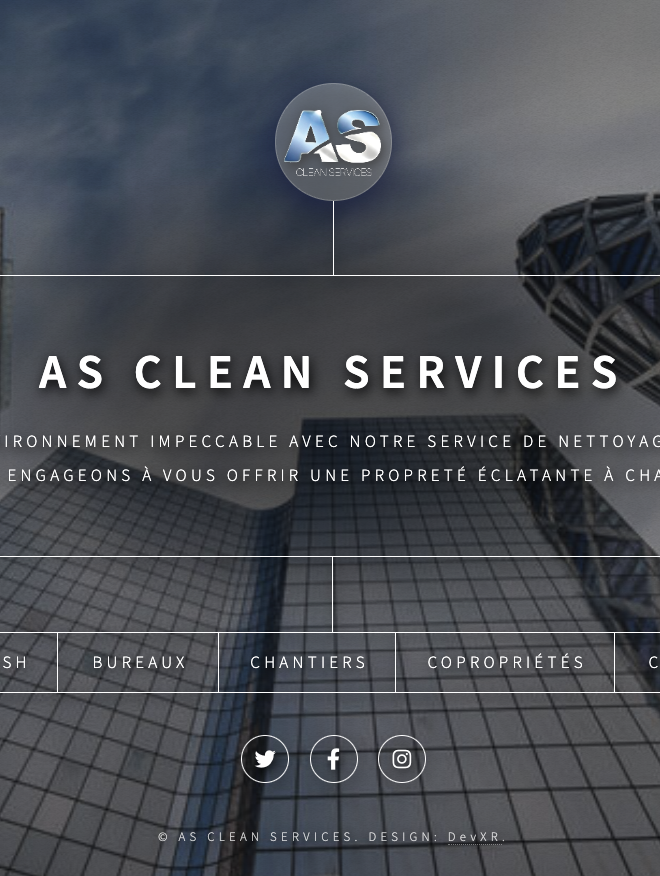 AS
CLEAN SERVICES
AS CLEAN SERVICES
IRONNEMENT IMPECCABLE AVEC NOTRE SERVICE DE NETTOYAG
ENGAGEONS À VOUS OFFRIR UNE PROPRETÉ ÉCLATANTE À CHA
SH BUREAUX CHANTIERS COPROPRIÉTÉS C
© AS CLEAN SERVICES. DESIGN: DevXR.